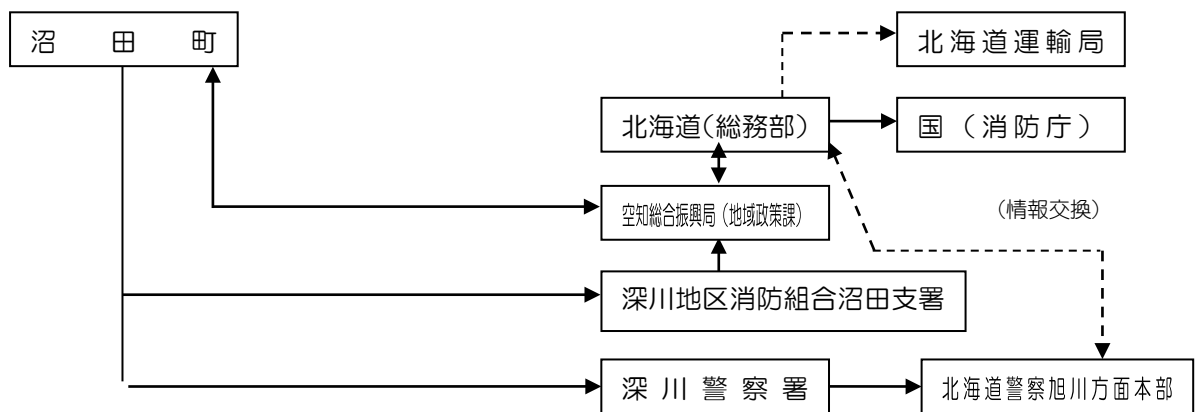 沼田町
北海道運輸局
北海道（総務部）
国（消防庁）
空知総合振興局（地域政策課）
（情報交換）
深川地区消防組合沼田支署
深川警察署
北海道警察旭川方面本部